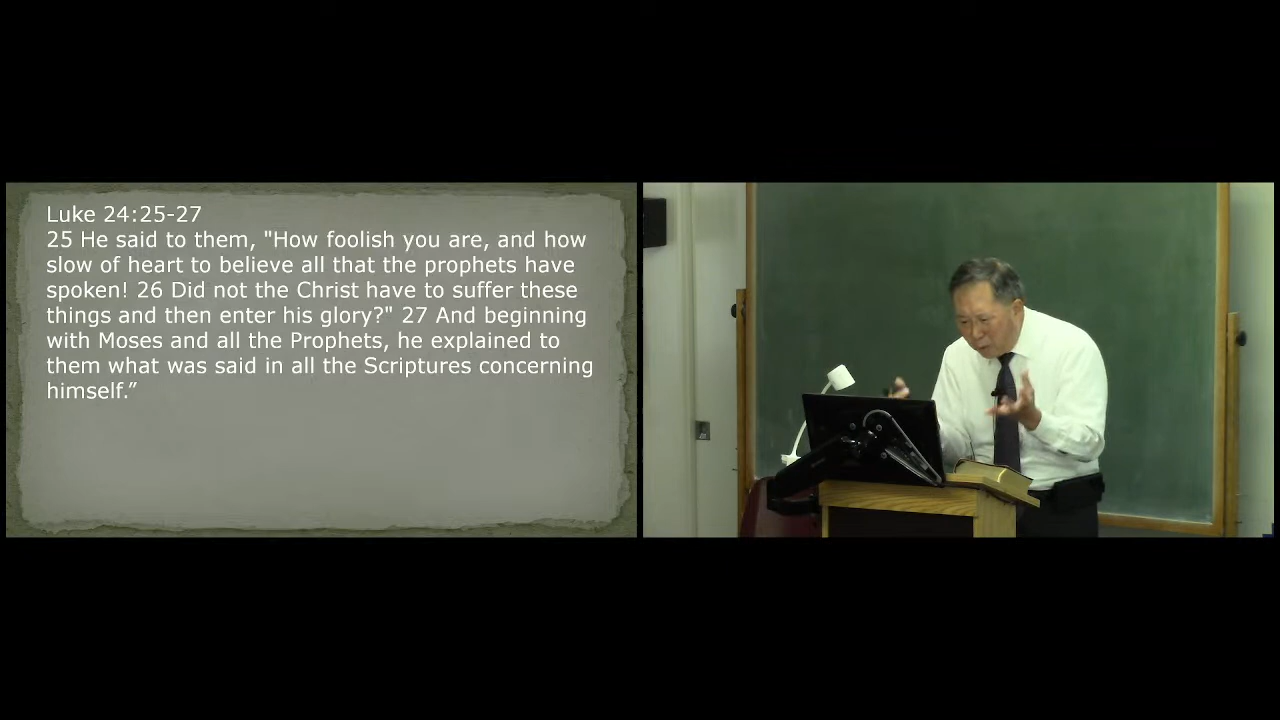 Luke 24:25-27
25 He said to them, "How foolish you are, and how
slow of heart to believe all that the prophets have
spoken! 26 Did not the Christ have to suffer these
things and then enter his glory?" 27 And beginning
with Moses and all the Prophets, he explained to
them what was said in all the Scriptures concerning
himself.”